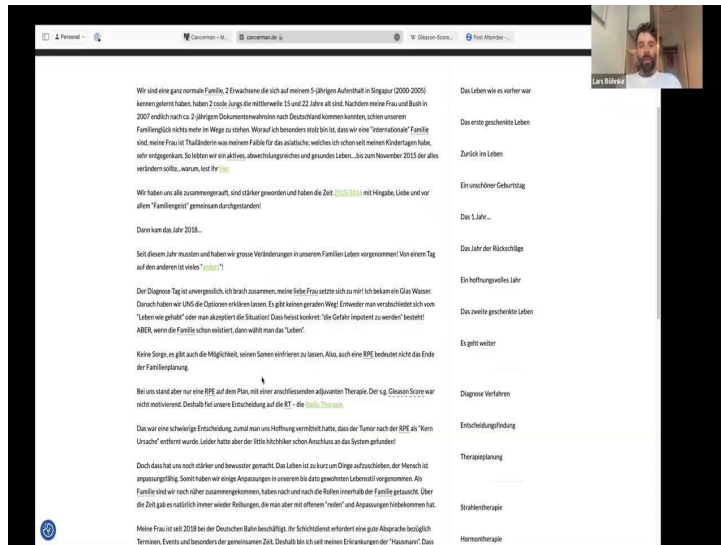 Personal
Cancerman – M...
cancerman.de
W Gleason-Score...
Post Attendee -...
Lars Böhnke
Wir sind eine ganz normale Familie, 2 Erwachsene die sich auf meinem 5-jährigen Aufenthalt in Singapur (2000-2005)
kennen gelernt haben, haben 2 coole Jungs die mittlerweile 15 und 22 Jahre alt sind. Nachdem meine Frau und Bush in
2007 endlich nach ca. 2-jährigem Dokumentenwahnsinn nach Deutschland kommen konnten, schien unserem
Familienglück nichts mehr im Wege zu stehen. Worauf ich besonders stolz bin ist, dass wir eine "internationale" Familie
sind, meine Frau ist Thailänderin was meinem Faible für das asiatische, welches ich schon seit meinen Kindertagen habe,
sehr entgegenkam. So lebten wir ein aktives, abwechslungsreiches und gesundes Leben....bis zum November 2015 der alles
verändern sollte...warum, lest Ihr hier
Wir haben uns alle zusammengerauft, sind stärker geworden und haben die Zeit 2015/2016 mit Hingabe, Liebe und vor
allem "Familiengeist" gemeinsam durchgestanden!
Dann kam das Jahr 2018...
Seit diesem Jahr mussten und haben wir grosse Veränderungen in unserem Familien Leben vorgenommen! Von einem Tag
auf den anderen ist vieles "anders"!
Der Diagnose Tag ist unvergesslich, ich brach zusammen, meine liebe Frau setzte sich zu mir! Ich bekam ein Glas Wasser.
Danach haben wir UNS die Optionen erklären lassen. Es gibt keinen geraden Weg! Entweder man verabschiedet sich vom
"Leben wie gehabt" oder man akzeptiert die Situation! Dass heisst konkret: "die Gefahr impotent zu werden" besteht!
ABER, wenn die Familie schon existiert, dann wählt man das "Leben".
Keine Sorge, es gibt auch die Möglichkeit, seinen Samen einfrieren zu lassen. Also, auch eine RPE bedeutet nicht das Ende
der Familienplanung.
Bei uns stand aber nur eine RPE auf dem Plan, mit einer anschliessenden adjuvanten Therapie. Der s.g. Gleason Score war
nicht motivierend. Deshalb fiel unsere Entscheidung auf die RT – die Radio Therapie.
Das war eine schwierige Entscheidung, zumal man uns Hoffnung vermittelt hatte, dass der Tumor nach der RPE als "Kern
Ursache" entfernt wurde. Leider hatte aber der little hitchhiker schon Anschluss an das System gefunden!
Doch dass hat uns noch stärker und bewusster gemacht. Das Leben ist zu kurz um Dinge aufzuschieben, der Mensch ist
anpassungsfähig. Somit haben wir einige Anpassungen in unserem bis dato gewohnten Lebensstil vorgenommen. Als
Familie sind wir noch näher zusammengekommen, haben nach und nach die Rollen innerhalb der Familie getauscht. Über
die Zeit gab es natürlich immer wieder Reibungen, die man aber mit offenem "reden" und Anpassungen hinbekommen hat.
Meine Frau ist seit 2018 bei der Deutschen Bahn beschäftigt. Ihr Schichtdienst erfordert eine gute Absprache bezüglich
Terminen, Events und besonders der gemeinsamen Zeit. Deshalb bin ich seit meinen Erkrankungen der "Hausmann". Dass
Das Leben wie es vorher war
Das erste geschenkte Leben
Zurück ins Leben
Ein unschöner Geburtstag
Das 1.Jahr...
Das Jahr der Rückschläge
Ein hoffnungsvolles Jahr
Das zweite geschenkte Leben
Es geht weiter
Diagnose Verfahren
Entscheidungsfindung
Therapieplanung
Strahlentherapie
Hormontherapie